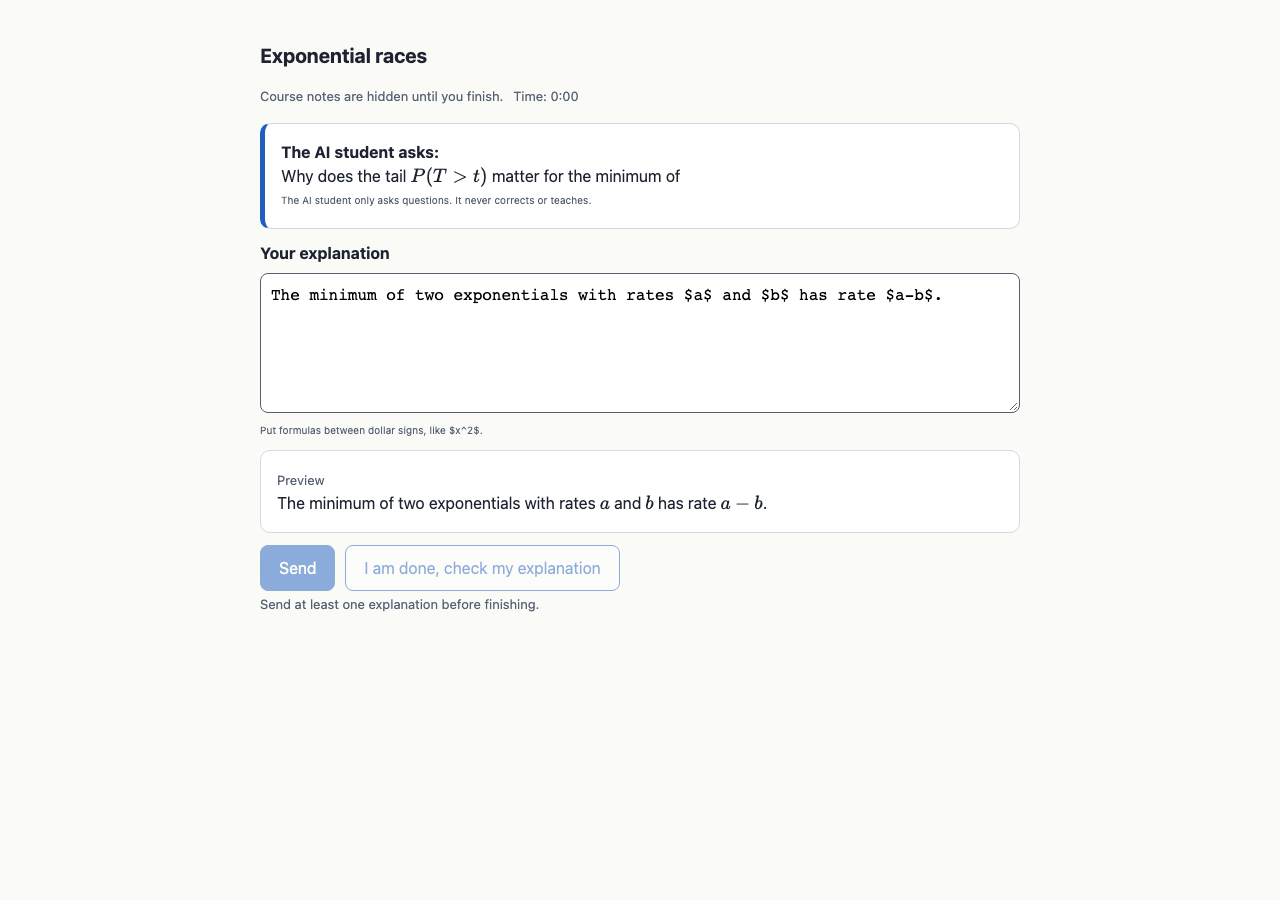 Exponential races
Course notes are hidden until you finish. Time: 0:00
The AI student asks:
Why does the tail P(T > t) matter for the minimum of
The AI student only asks questions. It never corrects or teaches.
Your explanation
The minimum of two exponentials with rates $a$ and $b$ has rate $a-b$.
Put formulas between dollar signs, like $x^2$.
Preview
The minimum of two exponentials with rates a and b has rate a − b.
Send
I am done, check my explanation
Send at least one explanation before finishing.